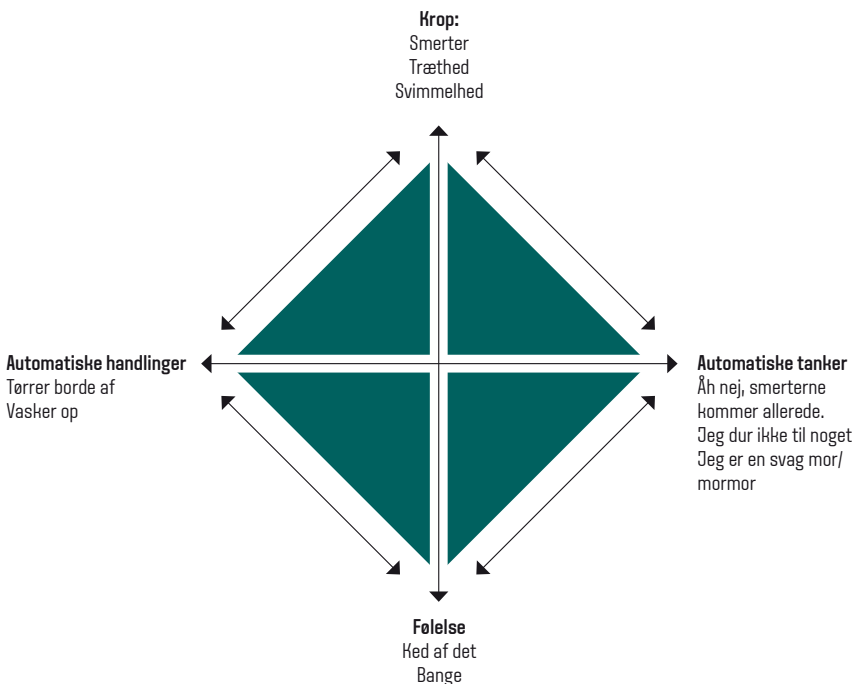 Krop:
Smerter
Træthed
Svimmelhed
Automatiske handlinger
Tørrer borde af
Vasker op
Automatiske tanker
Åh nej, smerterne
kommer allerede.
Jeg dur ikke til noget
Jeg er en svag mor/
mormor
Følelse
Ked af det
Bange